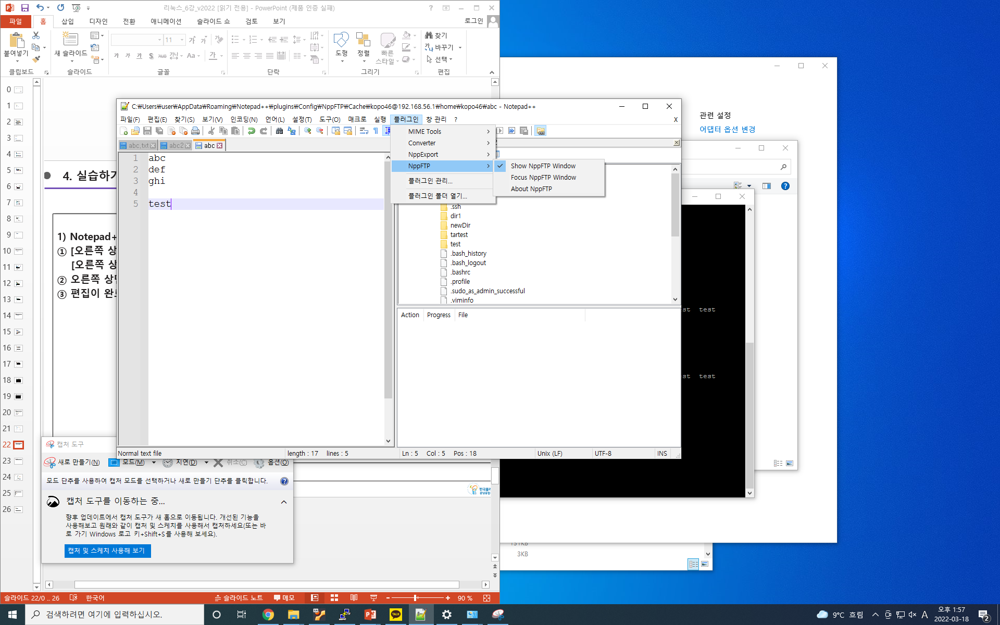 리눅스_6강_v2022 [읽기 전용] - PowerPoint (제품 인증 실패)
파일 홈 삽입 디자인 전환 애니메이션 슬라이드 쇼 검토 보기 로그인
붙여넣기 새 슬라이드 11 도형 정렬 빠른 스타일 찾기 바꾸기 선택
클립보드 슬라이드 글꼴 단락 그리기 편집
0
1
2
3
4
5
6
7
8
9
10
11
12
13
14
15
16
17
18
19
20
21
22
23
24
25
26
4. 실습하기
1) Notepad+
① [오른쪽 상
[오른쪽 상
② 오른쪽 상단
③ 편집이 완료
C:₩Users₩user₩AppData₩Roaming₩Notepad++₩plugins₩Config₩NppFTP₩Cache₩kopo46@192.168.56.1₩home₩kopo46₩abc - Notepad++
파일(F) 편집(E) 찾기(S) 보기(V) 인코딩(N) 언어(L) 설정(T) 도구(O) 매크로 실행 플러그인 창 관리 ? X
abc,txt abc2 abc
1 abc
2 def
3 ghi
4
5 test
MIME Tools
Converter
NppExport
NppFTP
플러그인 관리...
플러그인 폴더 열기...
Show NppFTP Window
Focus NppFTP Window
About NppFTP
.ssh
dir1
newDir
tartest
test
.bash_history
.bash_logout
.bashrc
.profile
.sudo_as_admin_successful
.viminfo
Action Progress File
Normal text file length : 17 lines : 5 Ln : 5 Col : 5 Pos : 18 Unix (LF) UTF-8 INS
관련 설정
어댑터 옵션 변경
st test
st test
131KB
3KB
캡처 도구
새로 만들기(N) 모드(M) 지연(D) 취소(C) 옵션(O)
모드 단추를 사용하여 캡처 모드를 선택하거나 새로 만들기 단추를 클릭합니다.
캡처 도구를 이동하는 중...
향후 업데이트에서 캡처 도구가 새 홈으로 이동됩니다. 개선된 기능을
사용해보고 원래와 같이 캡처 및 스케치를 사용해서 캡처하세요(또는 바
로 가기 Windows 로고 키+Shift+S를 사용해 보세요).
캡처 및 스케치 사용해 보기
슬라이드 22/0 .. 26 한국어 슬라이드 노트 메모 90 %
검색하려면 여기에 입력하십시오.
TALK
9°C 흐림 A 오후 1:57
2022-03-18
2